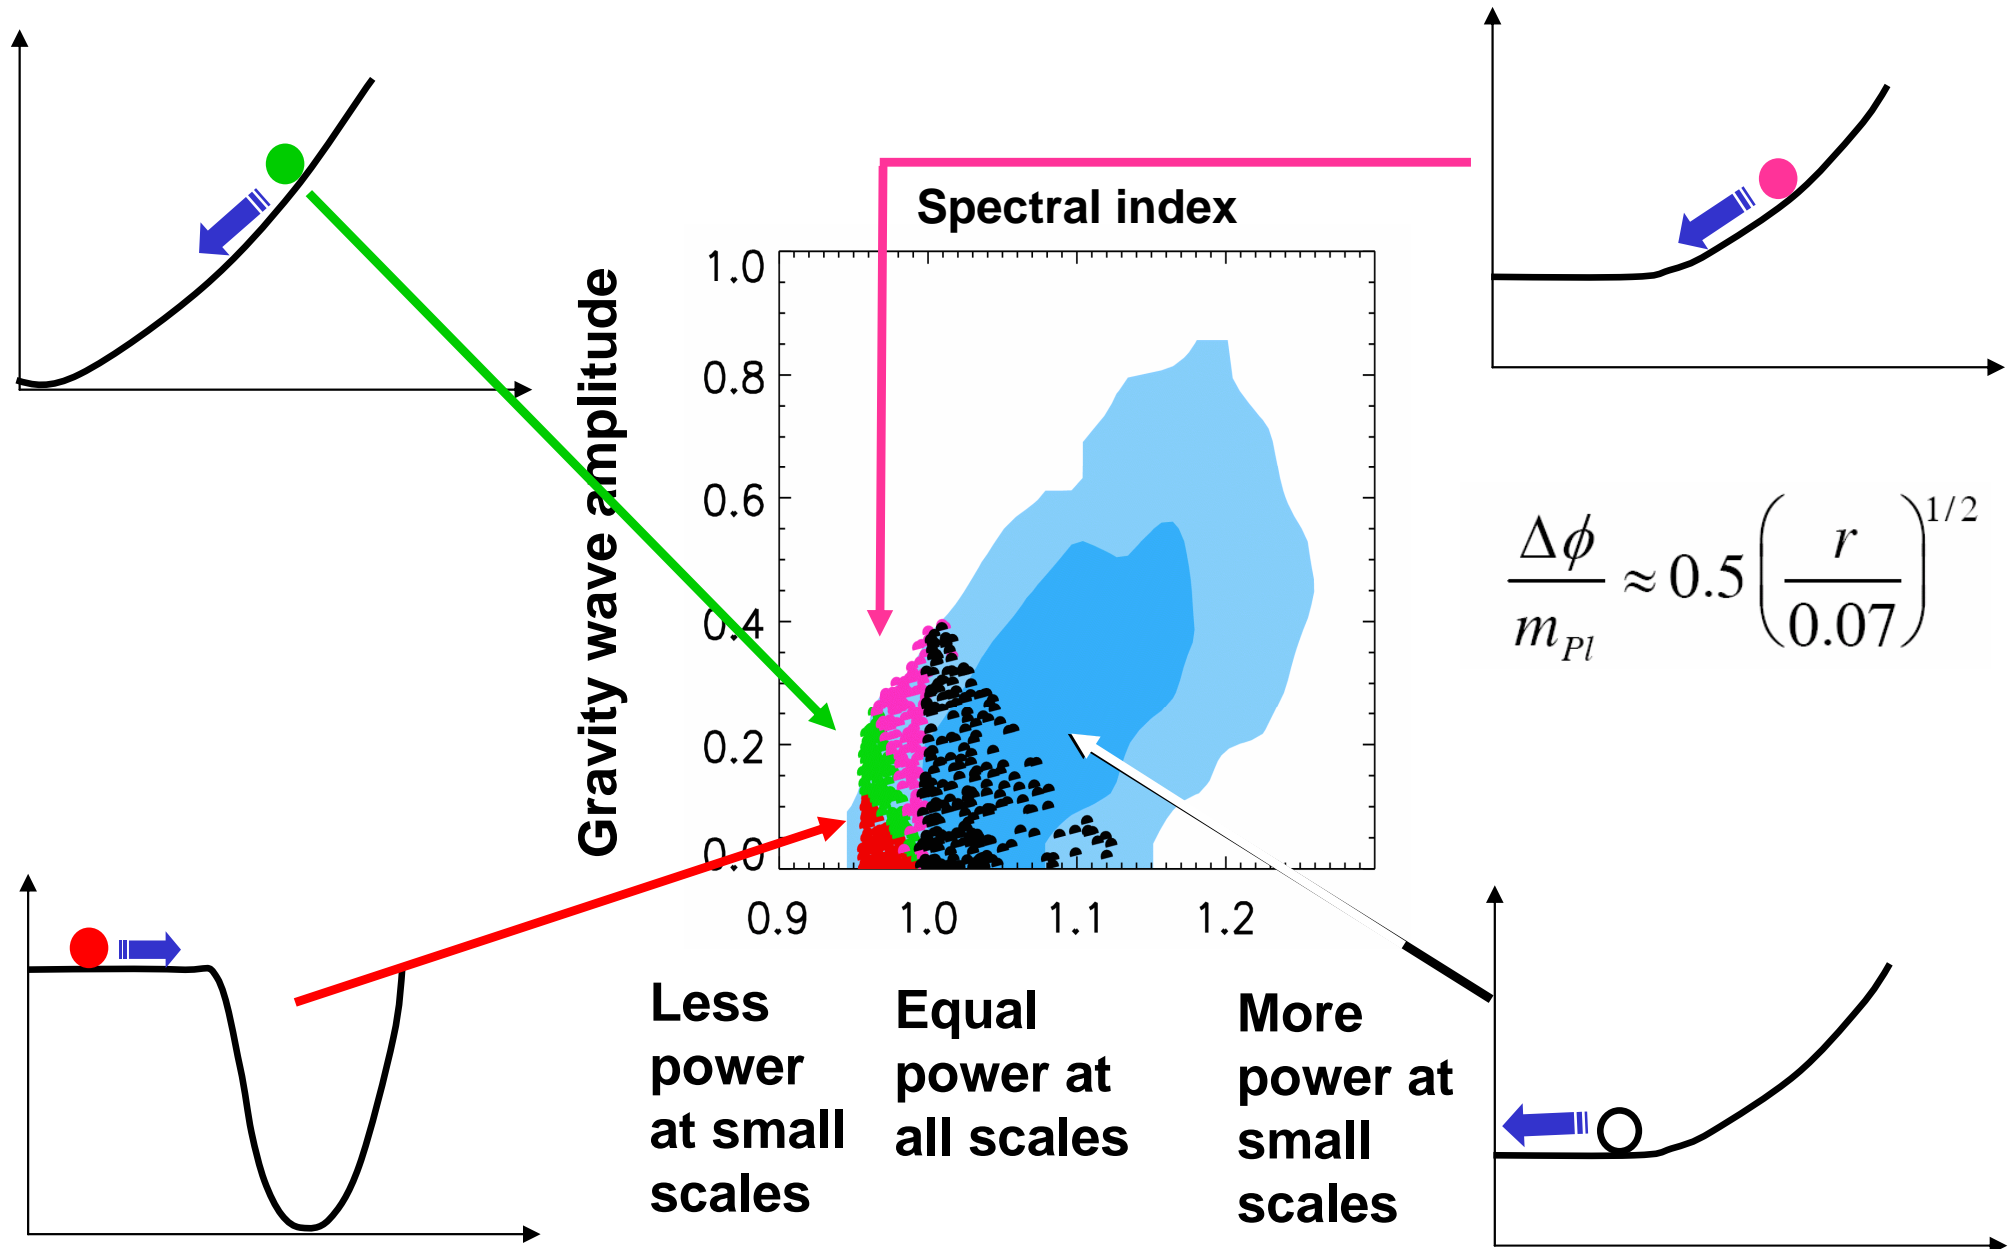 Spectral index
Gravity wave amplitude
1.0
0.8
0.6
0.4
0.2
0.0
0.9 1.0 1.1 1.2
Δϕ / m_Pl ≈ 0.5 (r / 0.07)^1/2
Less
power
at small
scales
Equal
power at
all scales
More
power at
small
scales